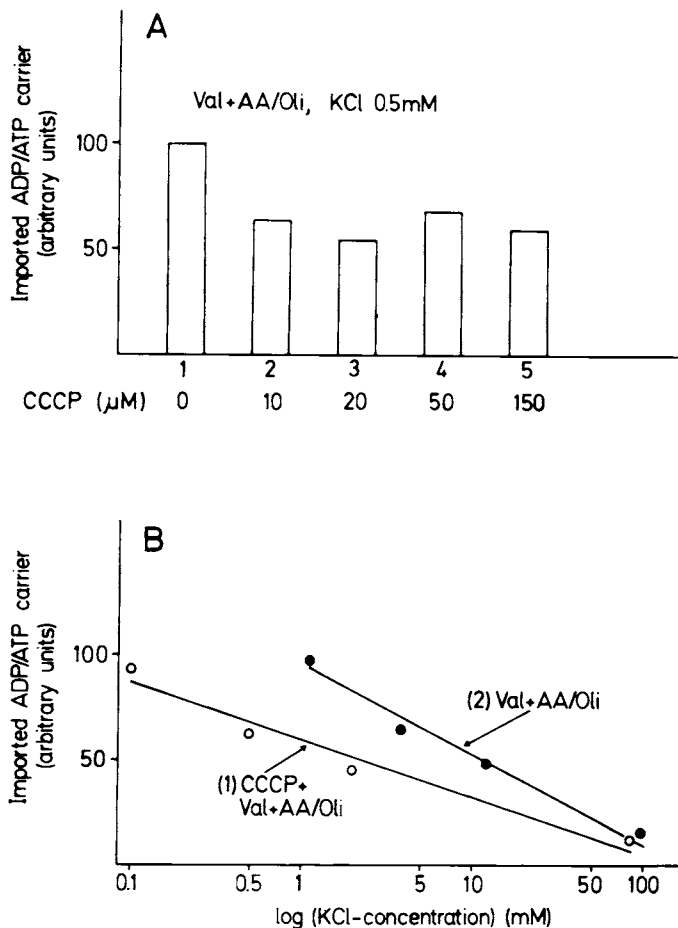 A
Val+AA/Oli, KCl 0.5mM
Imported ADP/ATP carrier
(arbitrary units)
100
50
1 2 3 4 5
CCCP (μM) 0 10 20 50 150
B
Imported ADP/ATP carrier
(arbitrary units)
100
50
(2) Val+AA/Oli
(1) CCCP+
Val+AA/Oli
0.1 0.5 1 5 10 50 100
log (KCl-concentration) (mM)